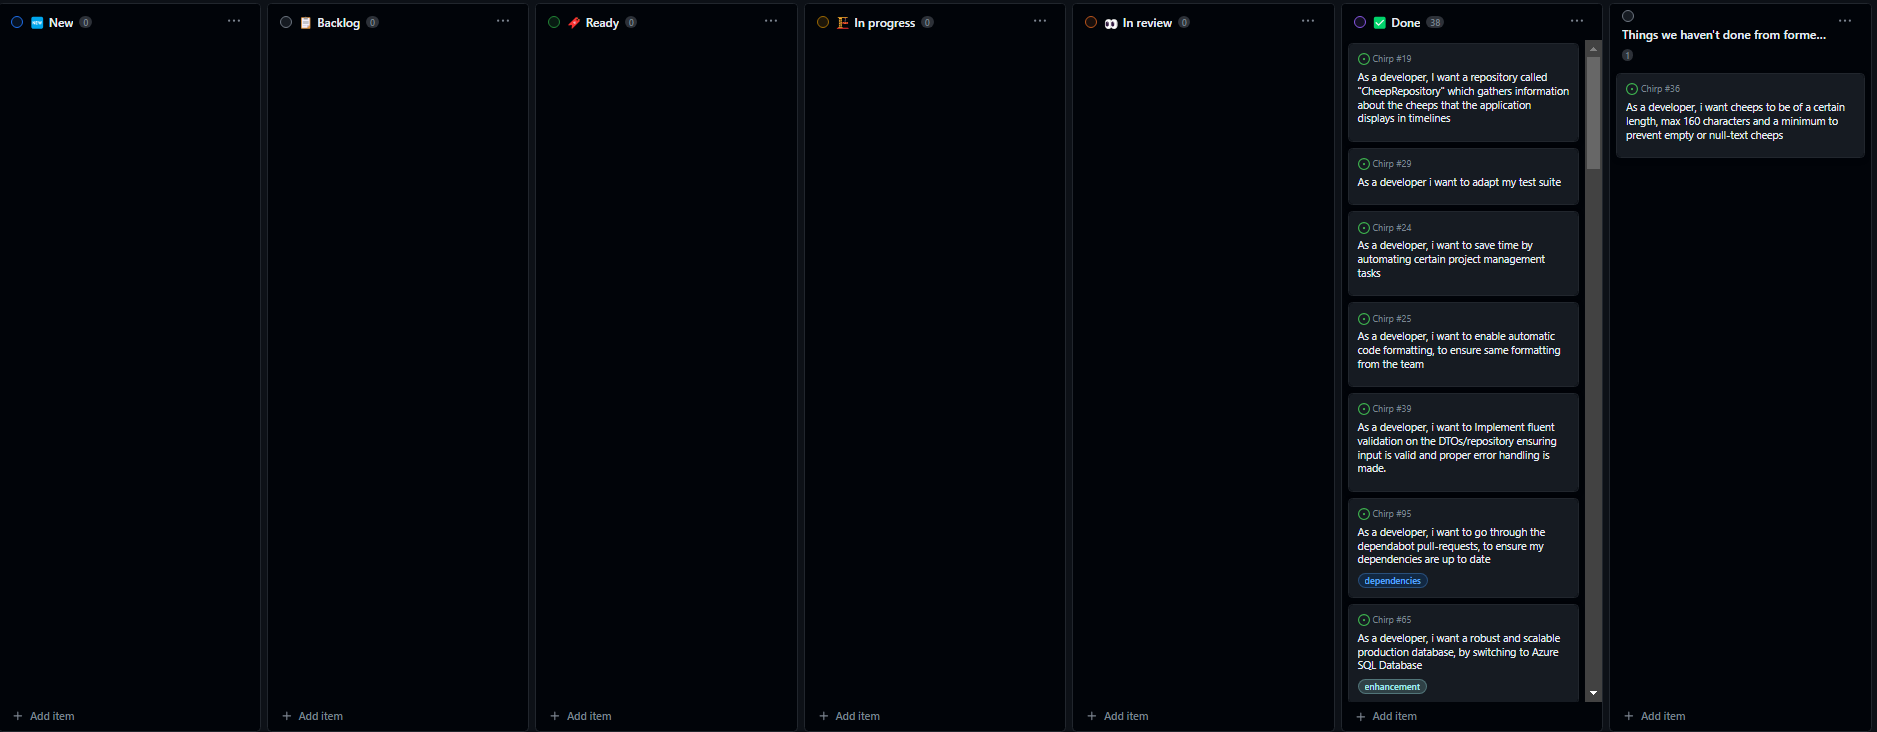 New 0
Backlog 0
Ready 0
In progress 0
In review 0
Done 38
Things we haven't done from forme...
1
Chirp #19
As a developer, I want a repository called
"CheepRepository" which gathers information
about the cheeps that the application
displays in timelines
Chirp #29
As a developer i want to adapt my test suite
Chirp #24
As a developer, i want to save time by
automating certain project management
tasks
Chirp #25
As a developer, i want to enable automatic
code formatting, to ensure same formatting
from the team
Chirp #39
As a developer, i want to Implement fluent
validation on the DTOs/repository ensuring
input is valid and proper error handling is
made.
Chirp #95
As a developer, i want to go through the
dependabot pull-requests, to ensure my
dependencies are up to date
dependencies
Chirp #65
As a developer, i want a robust and scalable
production database, by switching to Azure
SQL Database
enhancement
Chirp #36
As a developer, i want cheeps to be of a certain
length, max 160 characters and a minimum to
prevent empty or null-text cheeps
+ Add item
+ Add item
+ Add item
+ Add item
+ Add item
+ Add item
+ Add item